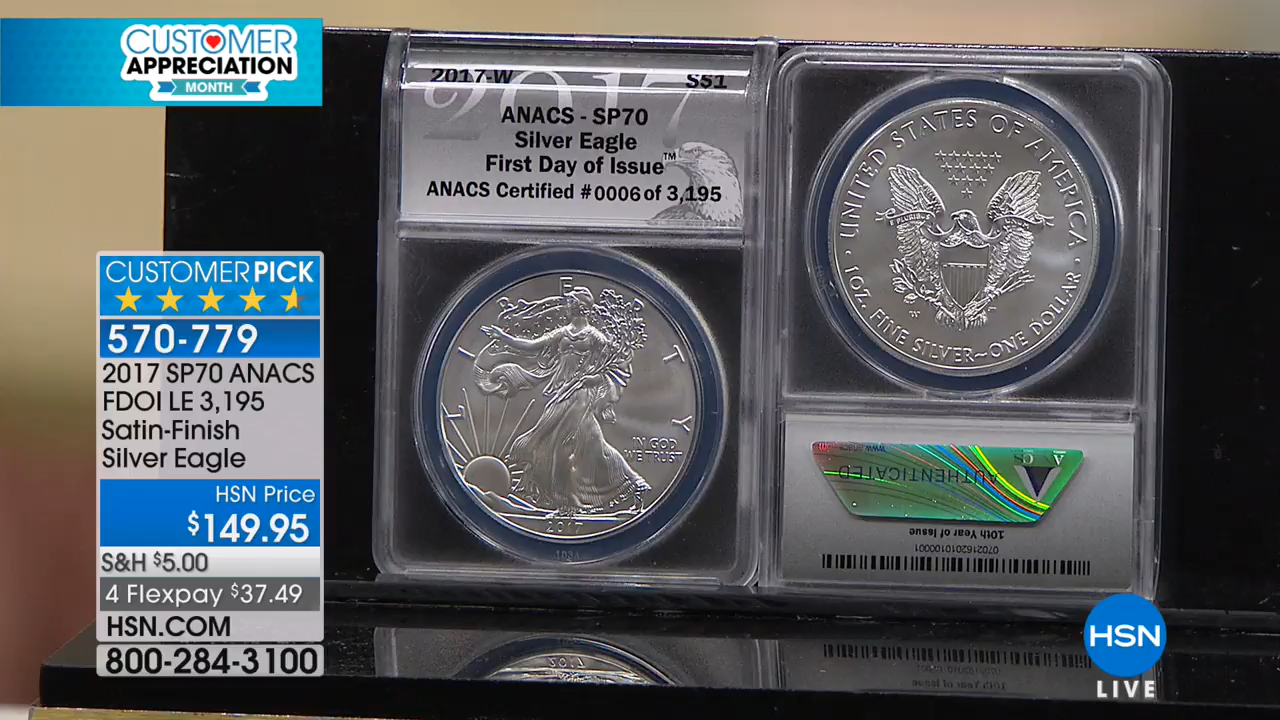 CUSTOMER
APPRECIATION
MONTH
CUSTOMER PICK
570-779
2017 SP70 ANACS
FDOI LE 3,195
Satin-Finish
Silver Eagle
HSN Price
$149.95
S&H $5.00
4 Flexpay $37.49
HSN.COM
800-284-3100
2017-W $1
2017
ANACS - SP70
Silver Eagle
First Day of Issue™
ANACS Certified #0006 of 3,195
LIBERTY
IN GOD
WE TRUST
2017
UNITED STATES OF AMERICA
E PLURIBUS
1 OZ. FINE SILVER~ONE DOLLAR
W
AUTHENTICATED
10th Year of Issue
0702162010100001
HSN
LIVE